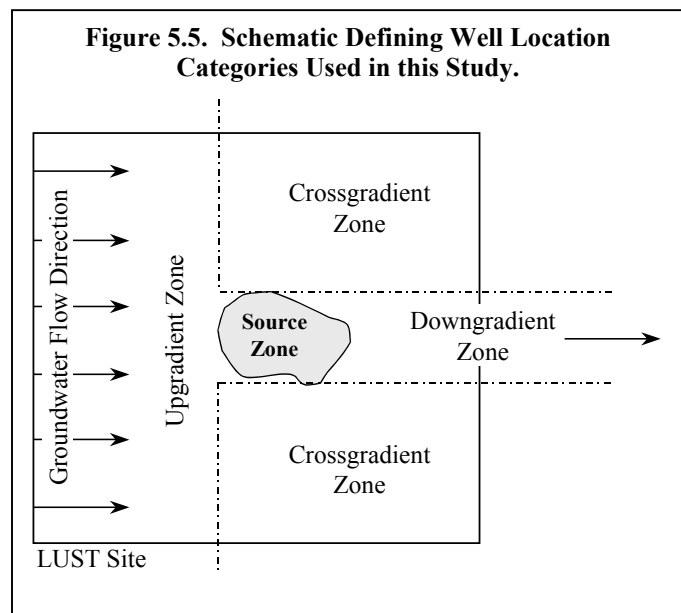 Figure 5.5.  Schematic Defining Well Location
Categories Used in this Study.
Groundwater Flow Direction
Upgradient Zone
Crossgradient
Zone
Source
Zone
Downgradient
Zone
Crossgradient
Zone
LUST Site